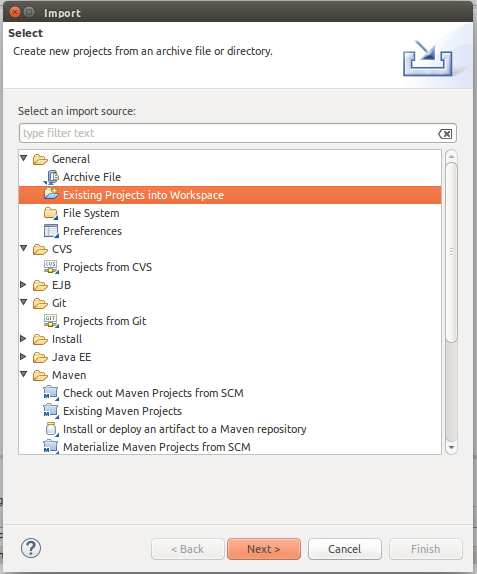 Import
Select
Create new projects from an archive file or directory.
Select an import source:
type filter text
General
Archive File
Existing Projects into Workspace
File System
Preferences
CVS
Projects from CVS
EJB
Git
Projects from Git
Install
Java EE
Maven
Check out Maven Projects from SCM
Existing Maven Projects
Install or deploy an artifact to a Maven repository
Materialize Maven Projects from SCM
< Back Next > Cancel Finish